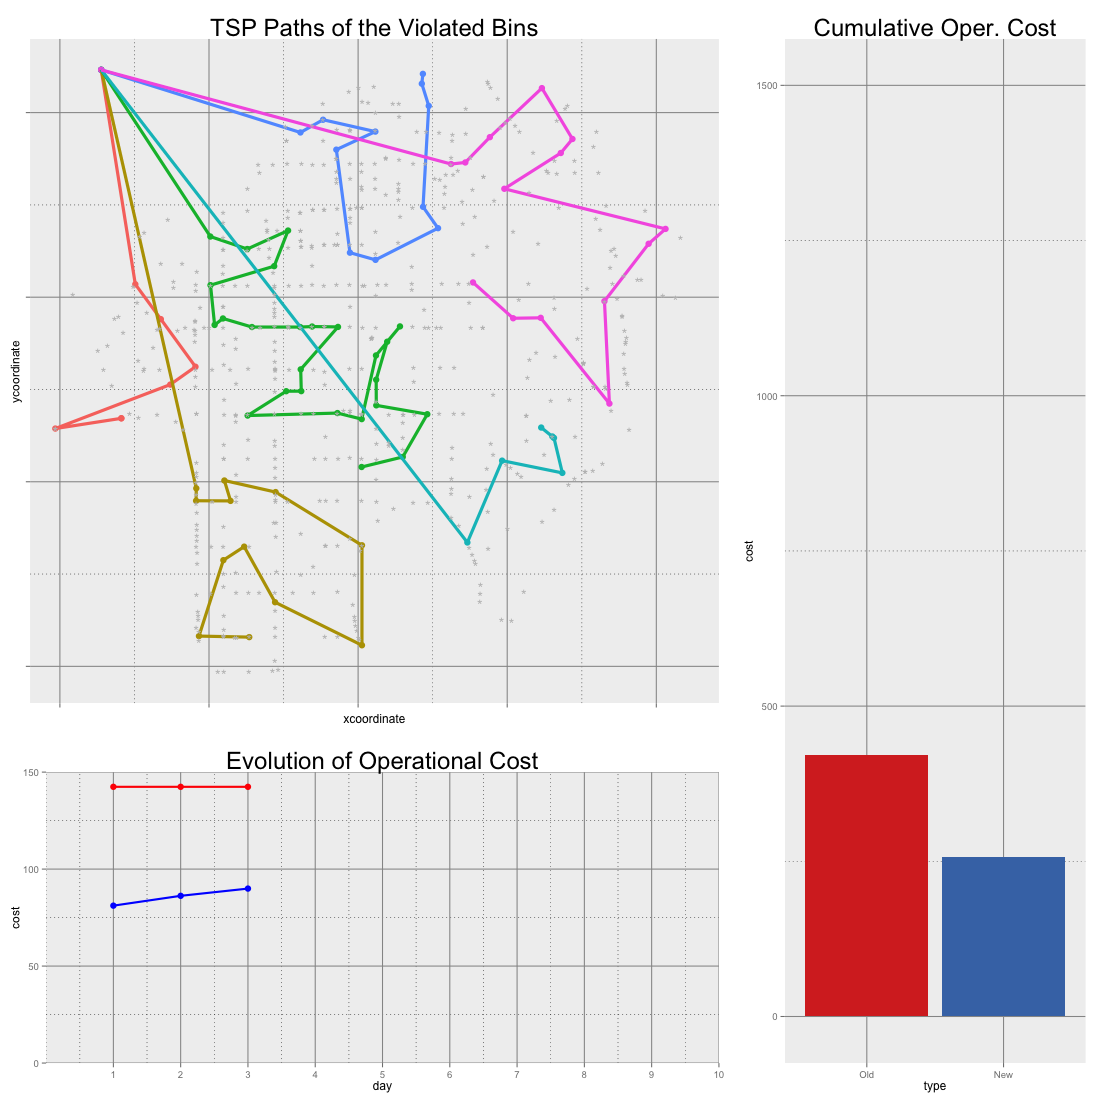 TSP Paths of the Violated Bins
ycoordinate
xcoordinate
Cumulative Oper. Cost
1500
1000
500
0
cost
Old New
type
Evolution of Operational Cost
150
100
50
0
cost
1 2 3 4 5 6 7 8 9 10
day